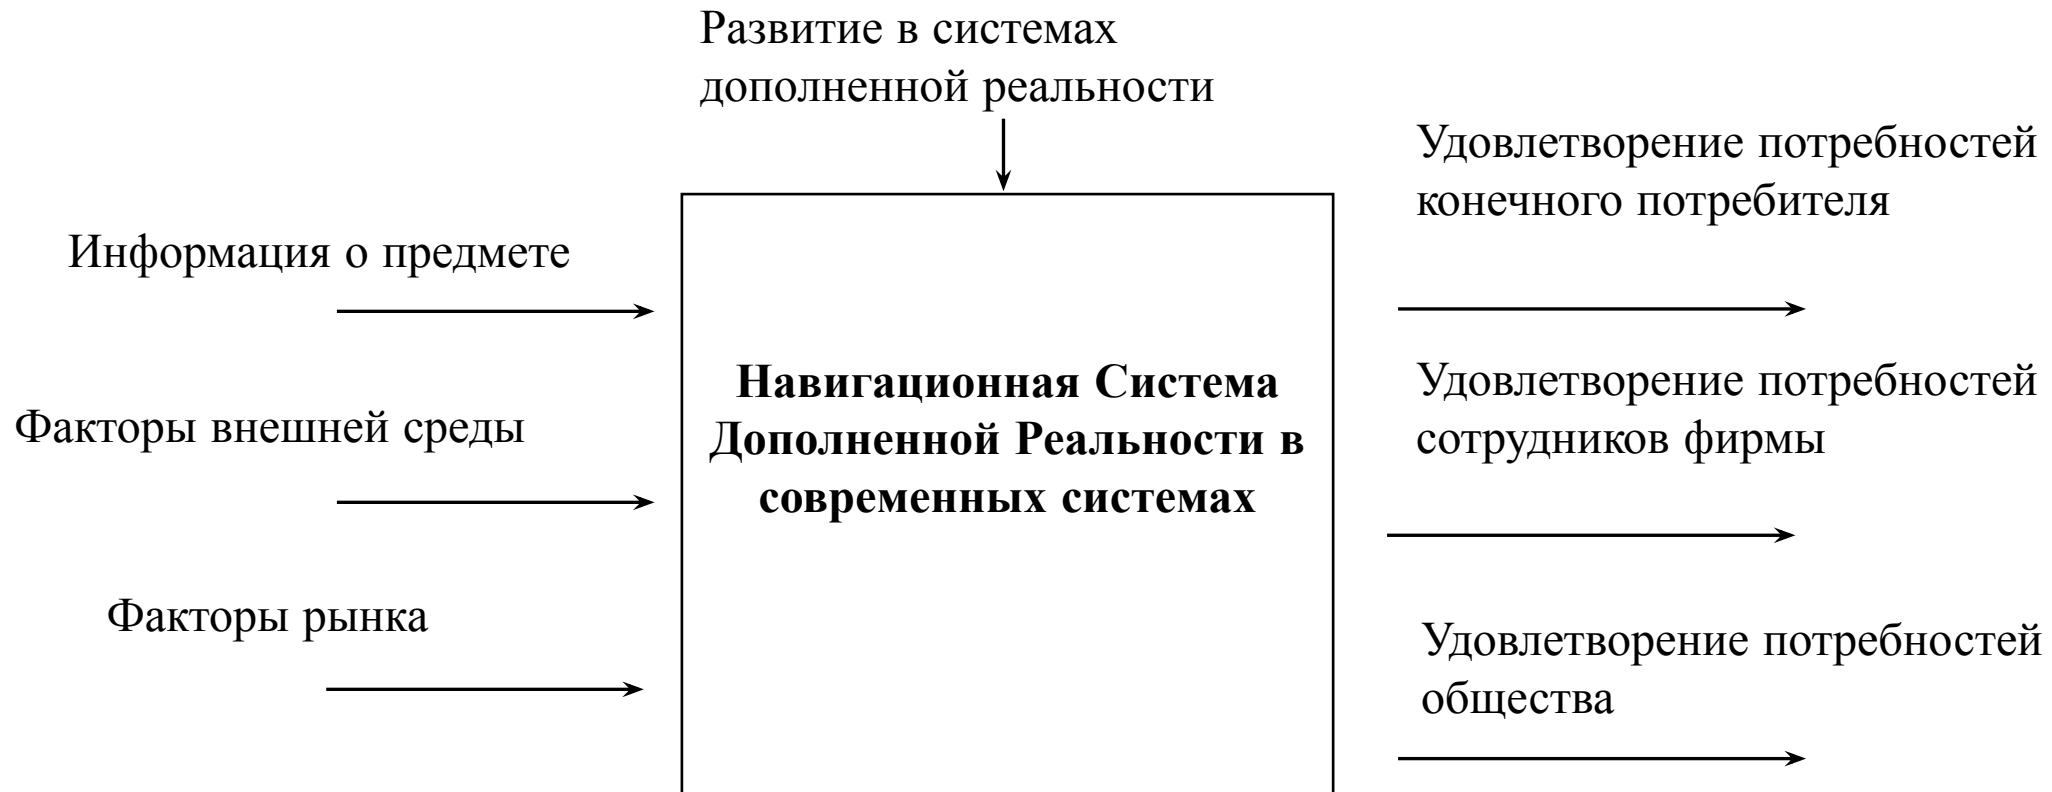 Развитие в системах
дополненной реальности
Информация о предмете
Факторы внешней среды
Факторы рынка
Навигационная Система
Дополненной Реальности в
современных системах
Удовлетворение потребностей
конечного потребителя
Удовлетворение потребностей
сотрудников фирмы
Удовлетворение потребностей
общества